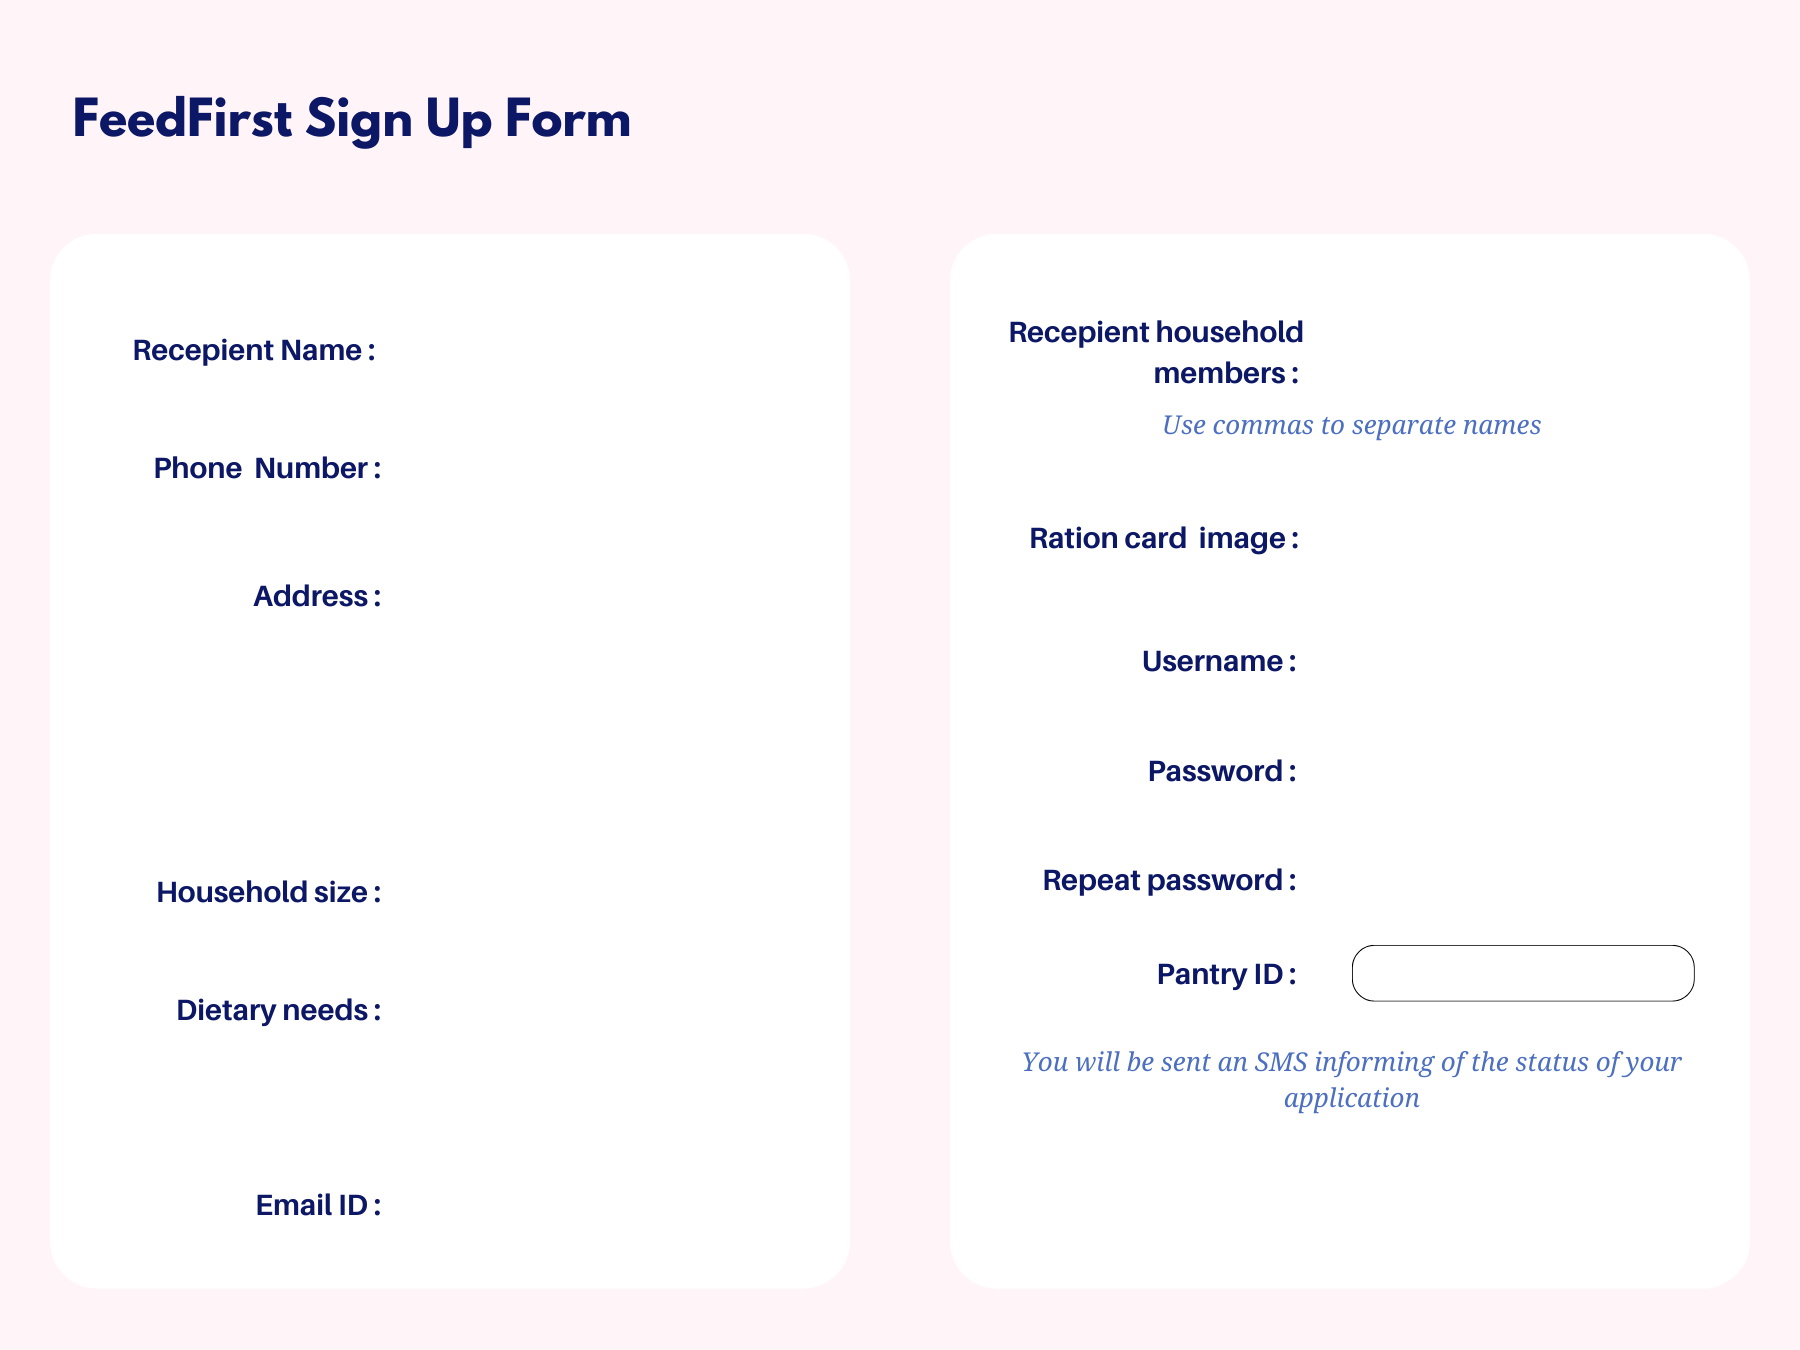 FeedFirst Sign Up Form
Recepient Name :
Phone  Number :
Address :
Household size :
Dietary needs :
Email ID :
Recepient household
members :
Use commas to separate names
Ration card  image :
Username :
Password :
Repeat password :
Pantry ID :
You will be sent an SMS informing of the status of your
application